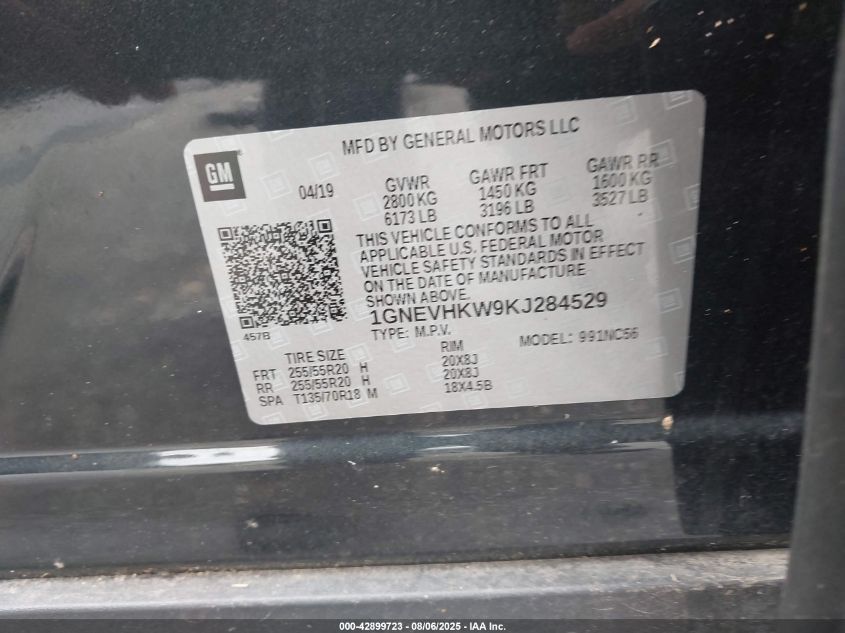 MFD BY GENERAL MOTORS LLC
GM
04/19
GVWR
2800 KG
6173 LB
GAWR FRT
1450 KG
3196 LB
GAWR RR
1600 KG
3527 LB
THIS VEHICLE CONFORMS TO ALL
APPLICABLE U.S. FEDERAL MOTOR
VEHICLE SAFETY STANDARDS IN EFFECT
ON THE DATE OF MANUFACTURE
SHOWN ABOVE.
1GNEVHKW9KJ284529
457B
TYPE: M.P.V.
MODEL: 991NC56
TIRE SIZE RIM
FRT 255/55R20 H 20X8J
RR 255/55R20 H 20X8J
SPA T135/70R18 M 18X4.5B
000-42899723 - 08/06/2025 - IAA Inc.